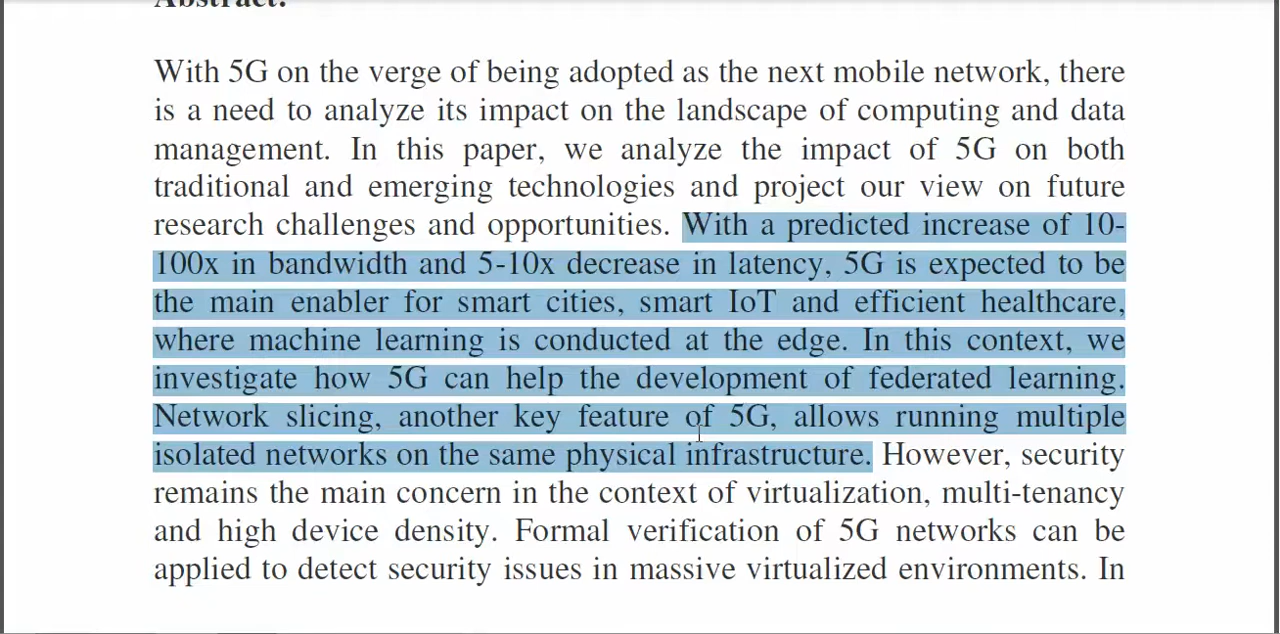 Abstract:
With 5G on the verge of being adopted as the next mobile network, there
is a need to analyze its impact on the landscape of computing and data
management. In this paper, we analyze the impact of 5G on both
traditional and emerging technologies and project our view on future
research challenges and opportunities. With a predicted increase of 10-
100x in bandwidth and 5-10x decrease in latency, 5G is expected to be
the main enabler for smart cities, smart IoT and efficient healthcare,
where machine learning is conducted at the edge. In this context, we
investigate how 5G can help the development of federated learning.
Network slicing, another key feature of 5G, allows running multiple
isolated networks on the same physical infrastructure. However, security
remains the main concern in the context of virtualization, multi-tenancy
and high device density. Formal verification of 5G networks can be
applied to detect security issues in massive virtualized environments. In